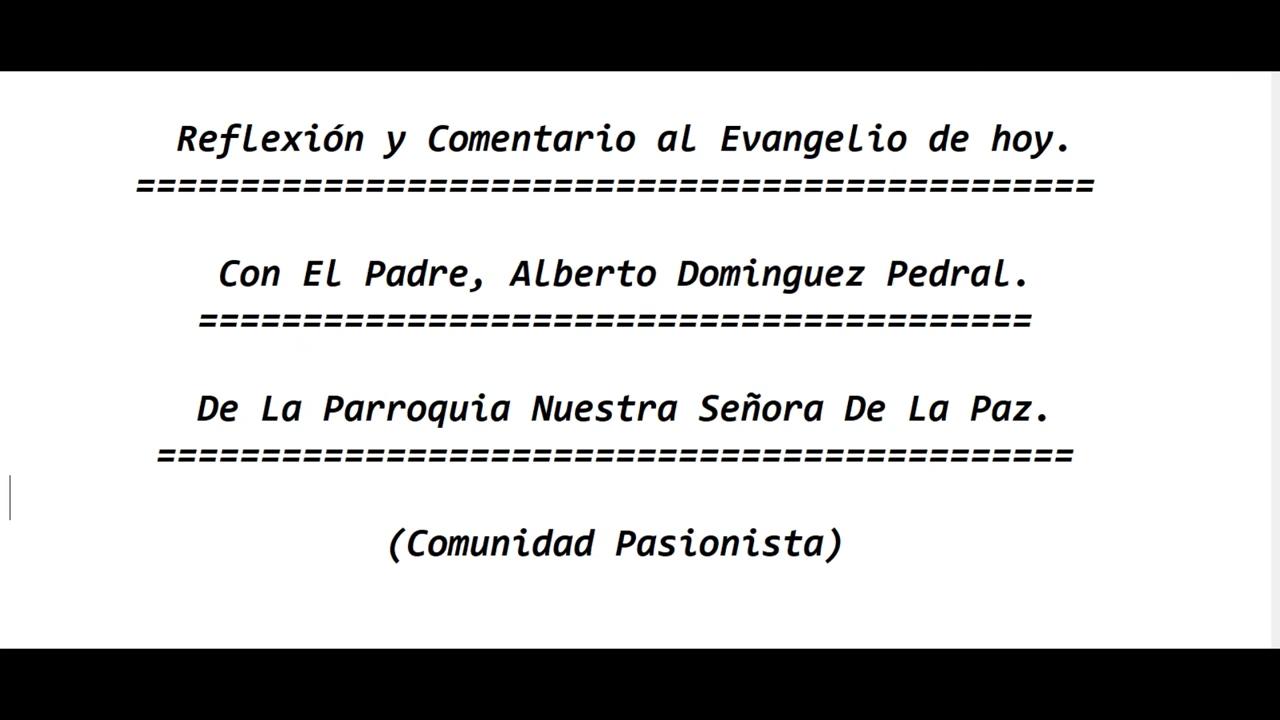 Reflexión y Comentario al Evangelio de hoy.
==============================================
Con El Padre, Alberto Dominguez Pedral.
========================================
De La Parroquia Nuestra Señora De La Paz.
============================================
(Comunidad Pasionista)